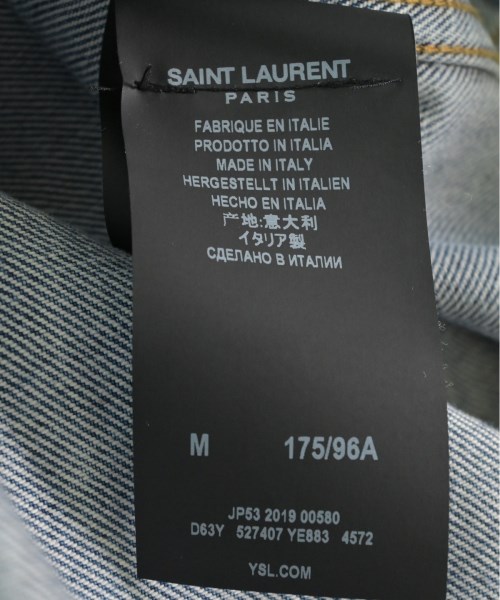 SAINT LAURENT
PARIS
FABRIQUE EN ITALIE
PRODOTTO IN ITALIA
MADE IN ITALY
HERGESTELLT IN ITALIEN
HECHO EN ITALIA
产地:意大利
イタリア製
СДЕЛАНО В ИТАЛИИ
M 175/96A
JP53 2019 00580
D63Y 527407 YE883 4572
YSL.COM